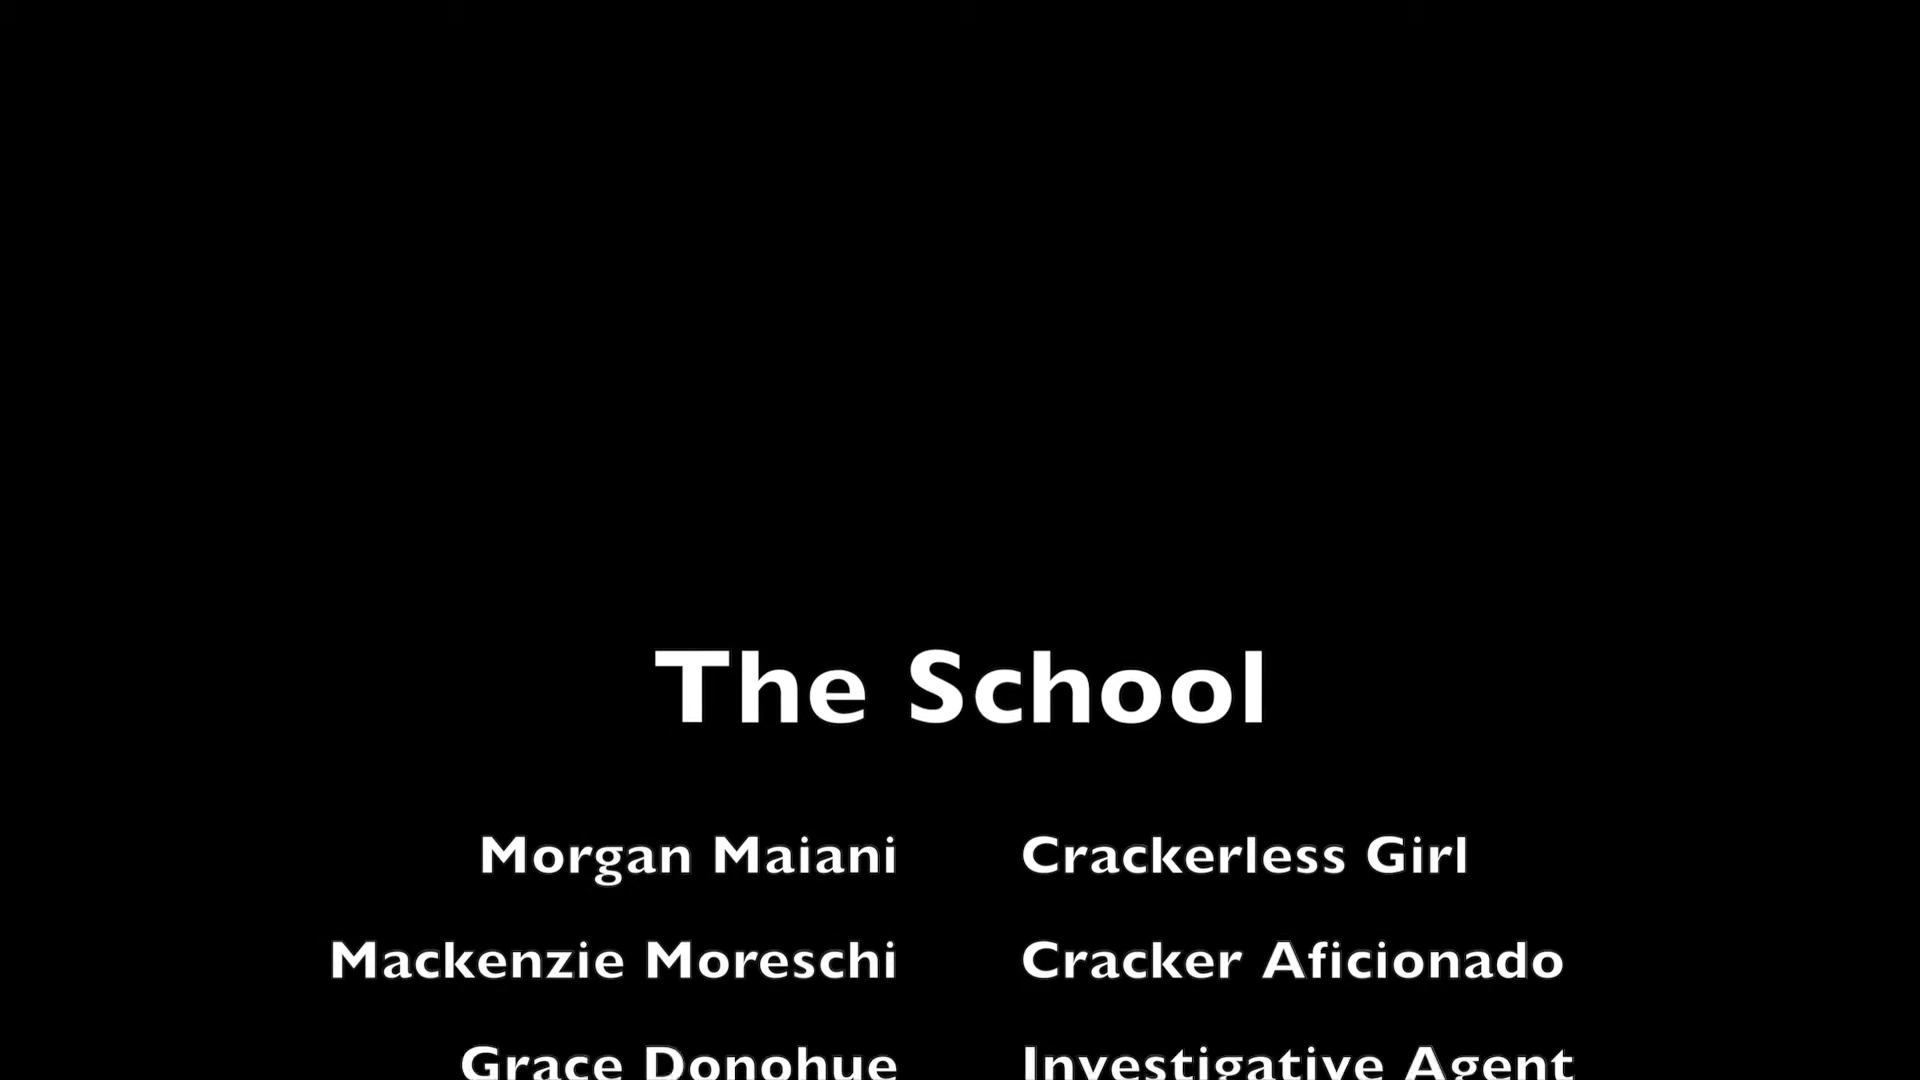 The School
Morgan Maiani Crackerless Girl
Mackenzie Moreschi Cracker Aficionado
Grace Donohue Investigative Agent